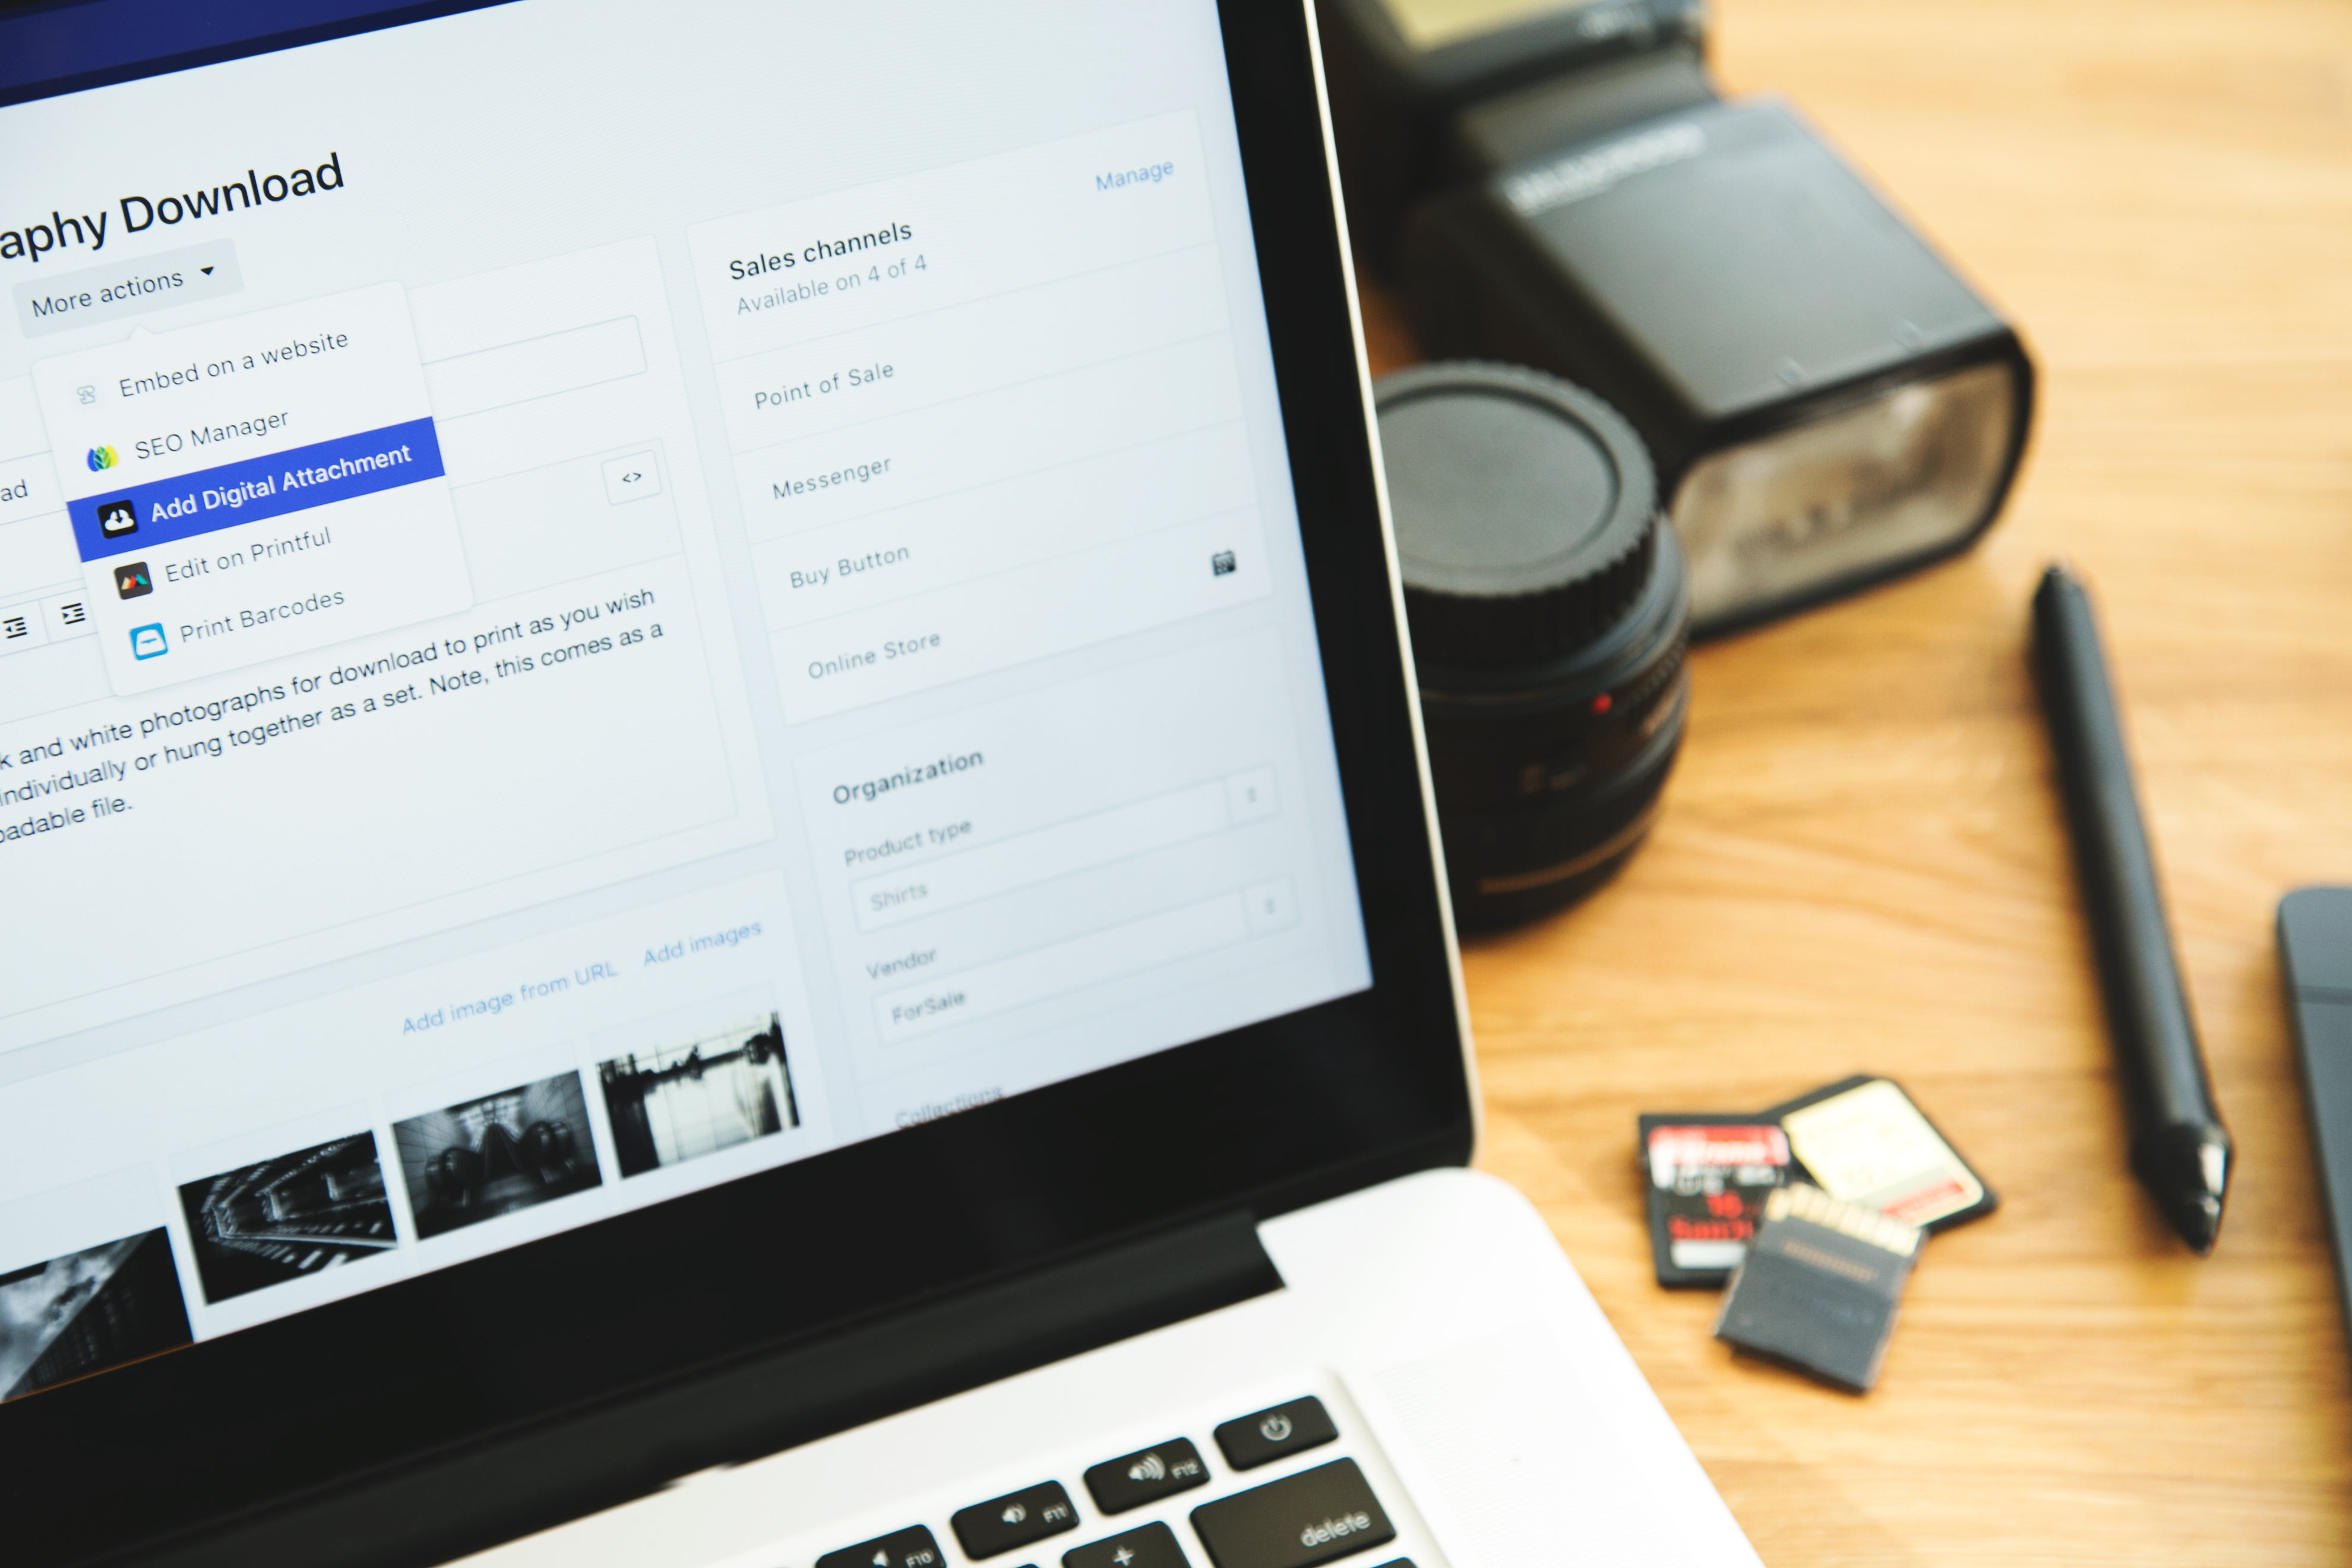 aphy Download
More actions
Embed on a website
SEO Manager
Add Digital Attachment
Edit on Printful
Print Barcodes
ad
<>
k and white photographs for download to print as you wish
individually or hung together as a set. Note, this comes as a
oadable file.
Add image from URL Add images
Manage
Sales channels
Available on 4 of 4
Point of Sale
Messenger
Buy Button
Online Store
Organization
Product type
Shirts
Vendor
ForSale
Collections
F10
F11
F12
+
delete
16
SanD